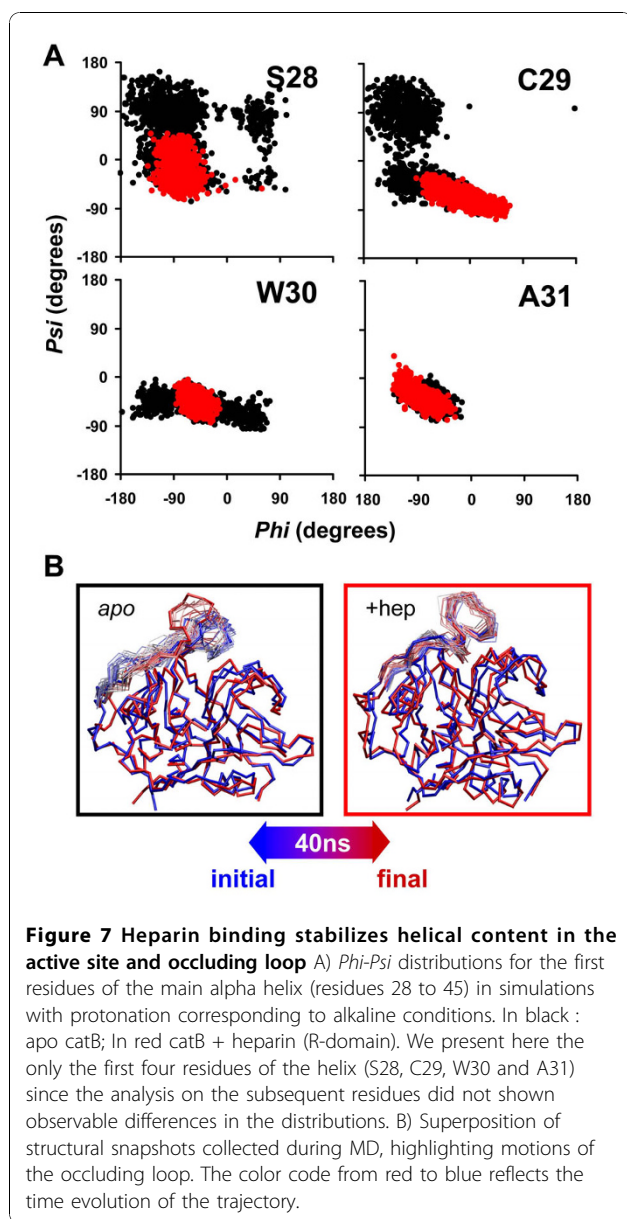 A
S28
C29
180
90
0
-90
-180
W30
A31
180
90
0
-90
-180
Psi (degrees)
-180 -90 0 90 180
-90 0 90 180
Phi (degrees)
B
apo
+hep
40ns
initial
final
Figure 7 Heparin binding stabilizes helical content in the
active site and occluding loop A) Phi-Psi distributions for the first
residues of the main alpha helix (residues 28 to 45) in simulations
with protonation corresponding to alkaline conditions. In black :
apo catB; In red catB + heparin (R-domain). We present here the
only the first four residues of the helix (S28, C29, W30 and A31)
since the analysis on the subsequent residues did not shown
observable differences in the distributions. B) Superposition of
structural snapshots collected during MD, highlighting motions of
the occluding loop. The color code from red to blue reflects the
time evolution of the trajectory.